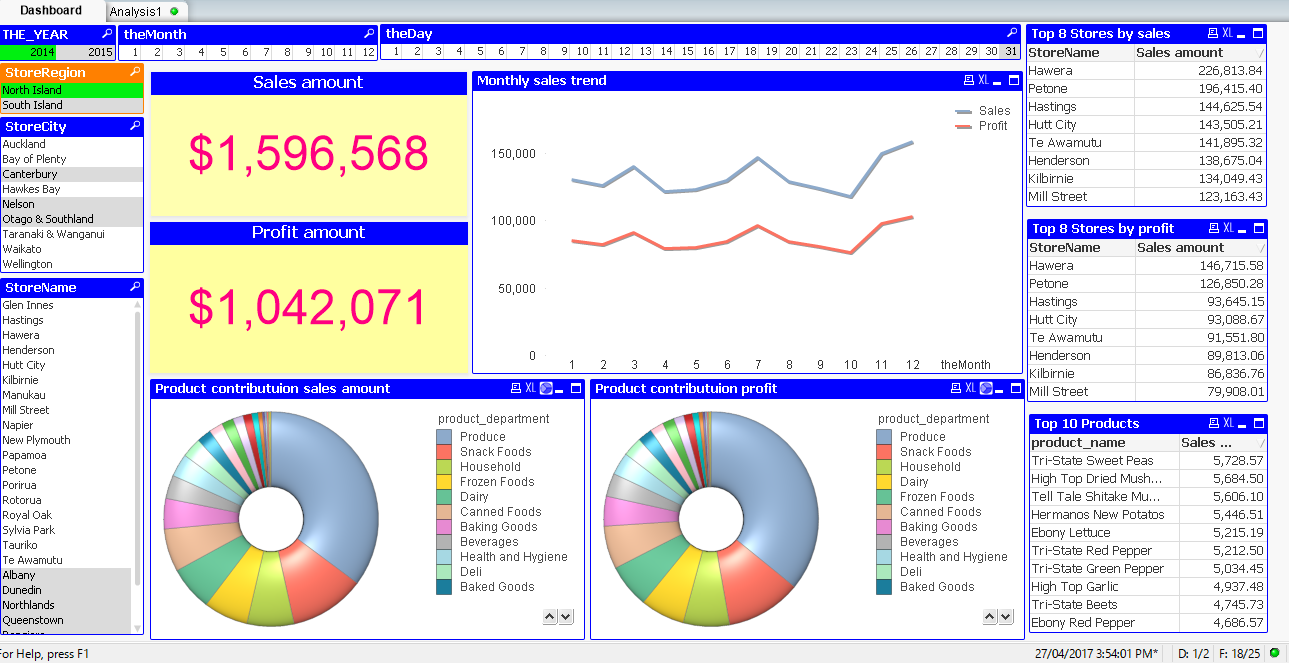 Dashboard
Analysis1
THE_YEAR
2014 2015
theMonth
1 2 3 4 5 6 7 8 9 10 11 12
theDay
1 2 3 4 5 6 7 8 9 10 11 12 13 14 15 16 17 18 19 20 21 22 23 24 25 26 27 28 29 30 31
StoreRegion
North Island
South Island
StoreCity
Auckland
Bay of Plenty
Canterbury
Hawkes Bay
Nelson
Otago & Southland
Taranaki & Wanganui
Waikato
Wellington
StoreName
Glen Innes
Hastings
Hawera
Henderson
Hutt City
Kilbirnie
Manukau
Mill Street
Napier
New Plymouth
Papamoa
Petone
Porirua
Rotorua
Royal Oak
Sylvia Park
Tauriko
Te Awamutu
Albany
Dunedin
Northlands
Queenstown
Sales amount
$1,596,568
Profit amount
$1,042,071
Monthly sales trend
XL
Sales
Profit
150,000
100,000
50,000
0
1 2 3 4 5 6 7 8 9 10 11 12 theMonth
Product contributuion sales amount
XL
product_department
Produce
Snack Foods
Household
Frozen Foods
Dairy
Canned Foods
Baking Goods
Beverages
Health and Hygiene
Deli
Baked Goods
Product contributuion profit
XL
product_department
Produce
Snack Foods
Household
Dairy
Frozen Foods
Canned Foods
Baking Goods
Beverages
Health and Hygiene
Deli
Baked Goods
Top 8 Stores by sales
XL
StoreName Sales amount
Hawera 226,813.84
Petone 196,415.40
Hastings 144,625.54
Hutt City 143,505.21
Te Awamutu 141,895.32
Henderson 138,675.04
Kilbirnie 134,049.43
Mill Street 123,163.43
Top 8 Stores by profit
XL
StoreName Sales amount
Hawera 146,715.58
Petone 126,850.28
Hastings 93,645.15
Hutt City 93,088.67
Te Awamutu 91,551.80
Henderson 89,813.06
Kilbirnie 86,836.76
Mill Street 79,908.01
Top 10 Products
XL
product_name Sales ...
Tri-State Sweet Peas 5,728.57
High Top Dried Mush... 5,684.50
Tell Tale Shitake Mu... 5,606.10
Hermanos New Potatos 5,446.51
Ebony Lettuce 5,215.19
Tri-State Red Pepper 5,212.50
Tri-State Green Pepper 5,034.45
High Top Garlic 4,937.48
Tri-State Beets 4,745.73
Ebony Red Pepper 4,686.57
For Help, press F1
27/04/2017 3:54:01 PM*
D: 1/2
F: 18/25